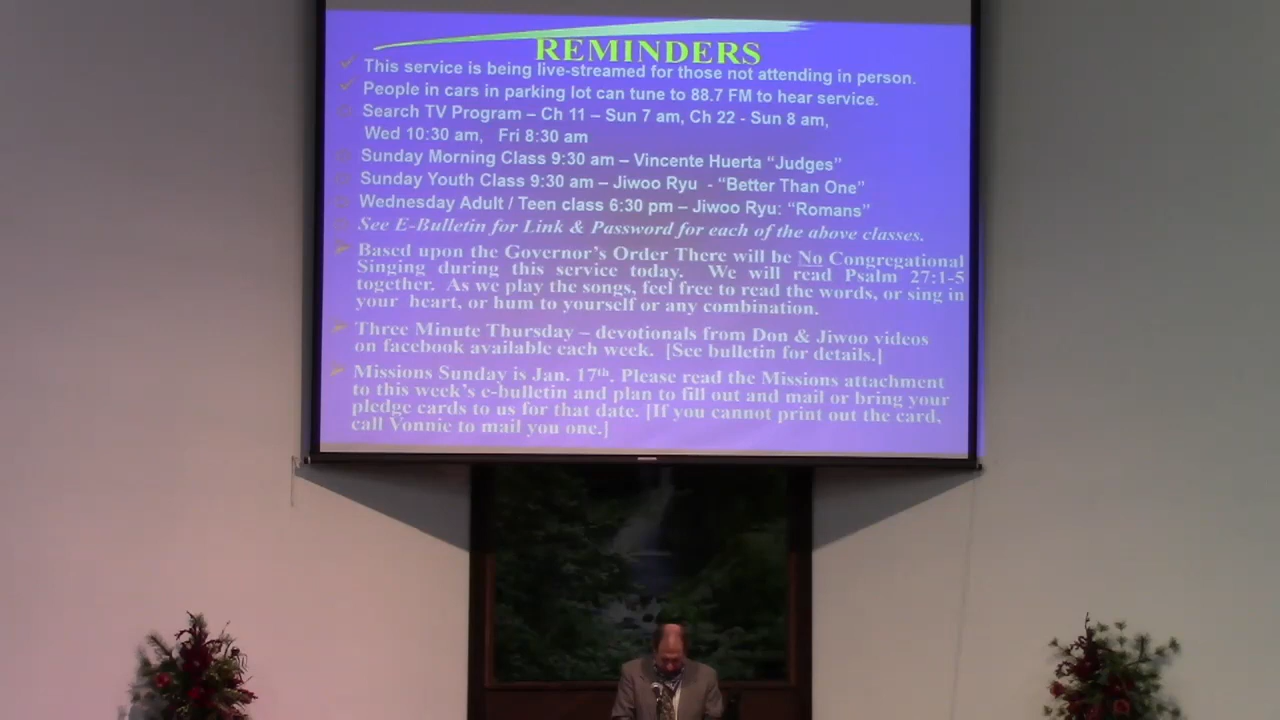 REMINDERS
This service is being live-streamed for those not attending in person.
People in cars in parking lot can tune to 88.7 FM to hear service.
Search TV Program – Ch 11 – Sun 7 am, Ch 22 - Sun 8 am,
Wed 10:30 am, Fri 8:30 am
Sunday Morning Class 9:30 am – Vincente Huerta “Judges”
Sunday Youth Class 9:30 am – Jiwoo Ryu - “Better Than One”
Wednesday Adult / Teen class 6:30 pm – Jiwoo Ryu: “Romans”
See E-Bulletin for Link & Password for each of the above classes.
Based upon the Governor’s Order There will be No Congregational
Singing during this service today. We will read Psalm 27:1-5
together. As we play the songs, feel free to read the words, or sing in
your heart, or hum to yourself or any combination.
Three Minute Thursday – devotionals from Don & Jiwoo videos
on facebook available each week. [See bulletin for details.]
Missions Sunday is Jan. 17th. Please read the Missions attachment
to this week’s e-bulletin and plan to fill out and mail or bring your
pledge cards to us for that date. [If you cannot print out the card,
call Vonnie to mail you one.]